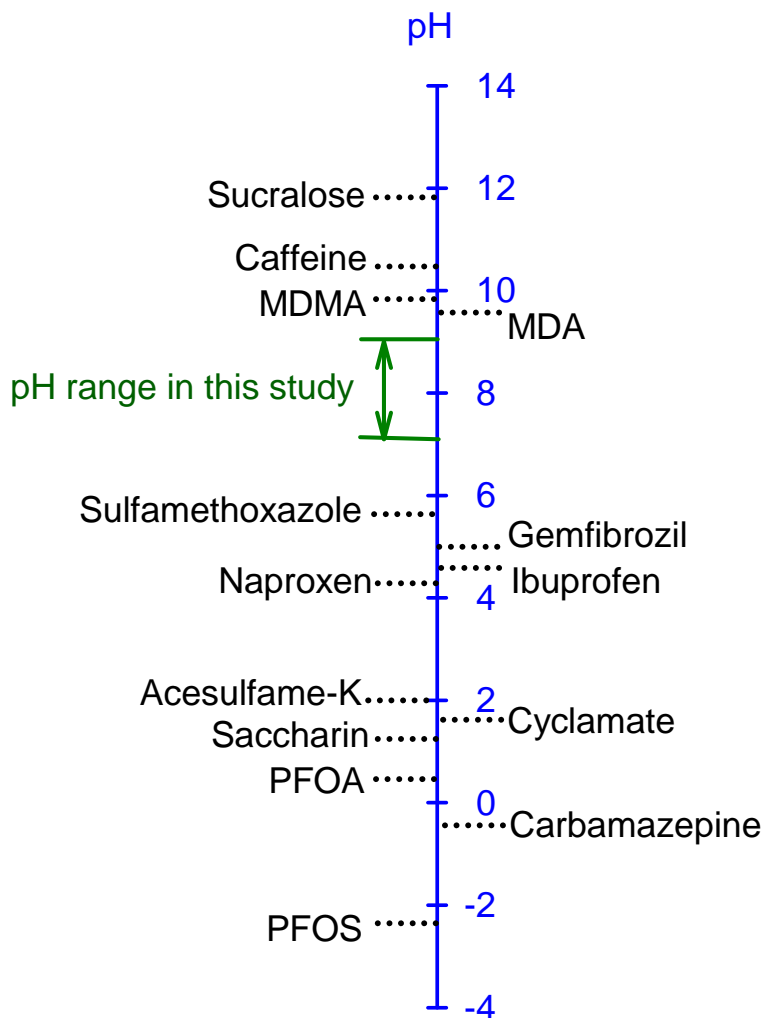 pH
14
12
Sucralose
Caffeine
10
MDMA
MDA
pH range in this study
8
6
Sulfamethoxazole
Gemfibrozil
Naproxen
Ibuprofen
4
Acesulfame-K
2
Cyclamate
Saccharin
PFOA
0
Carbamazepine
-2
PFOS
-4